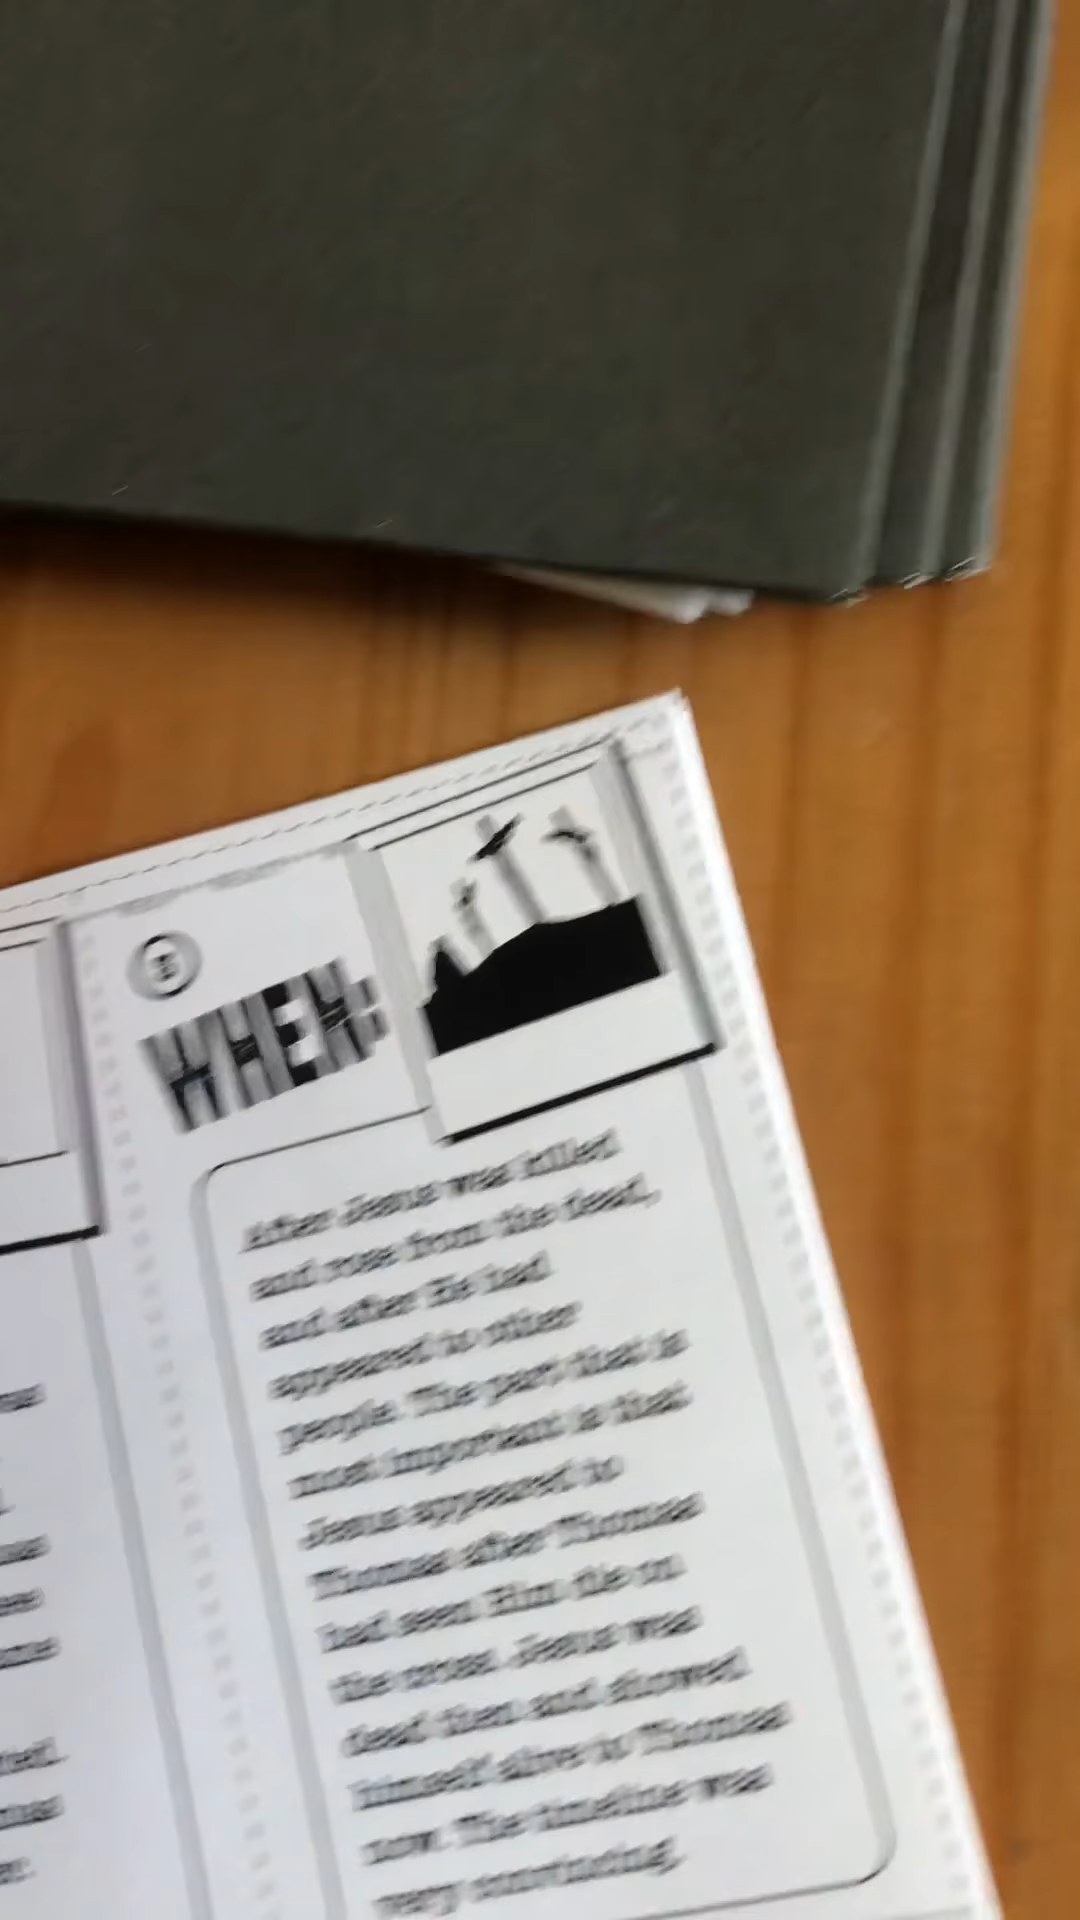 WHEN:
After Jesus was killed
and rose from the dead,
and after He had
appeared to other
people. The part that is
most important is that
Jesus appeared to
Thomas after Thomas
had seen Him die on
the cross. Jesus was
dead then and showed
himself alive to Thomas
now. The timeline was
very convincing.